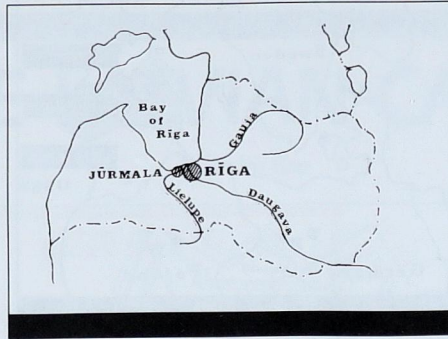 Bay
of
Rīga
Gauja
JŪRMALA
RĪGA
Lielupe
Daugava